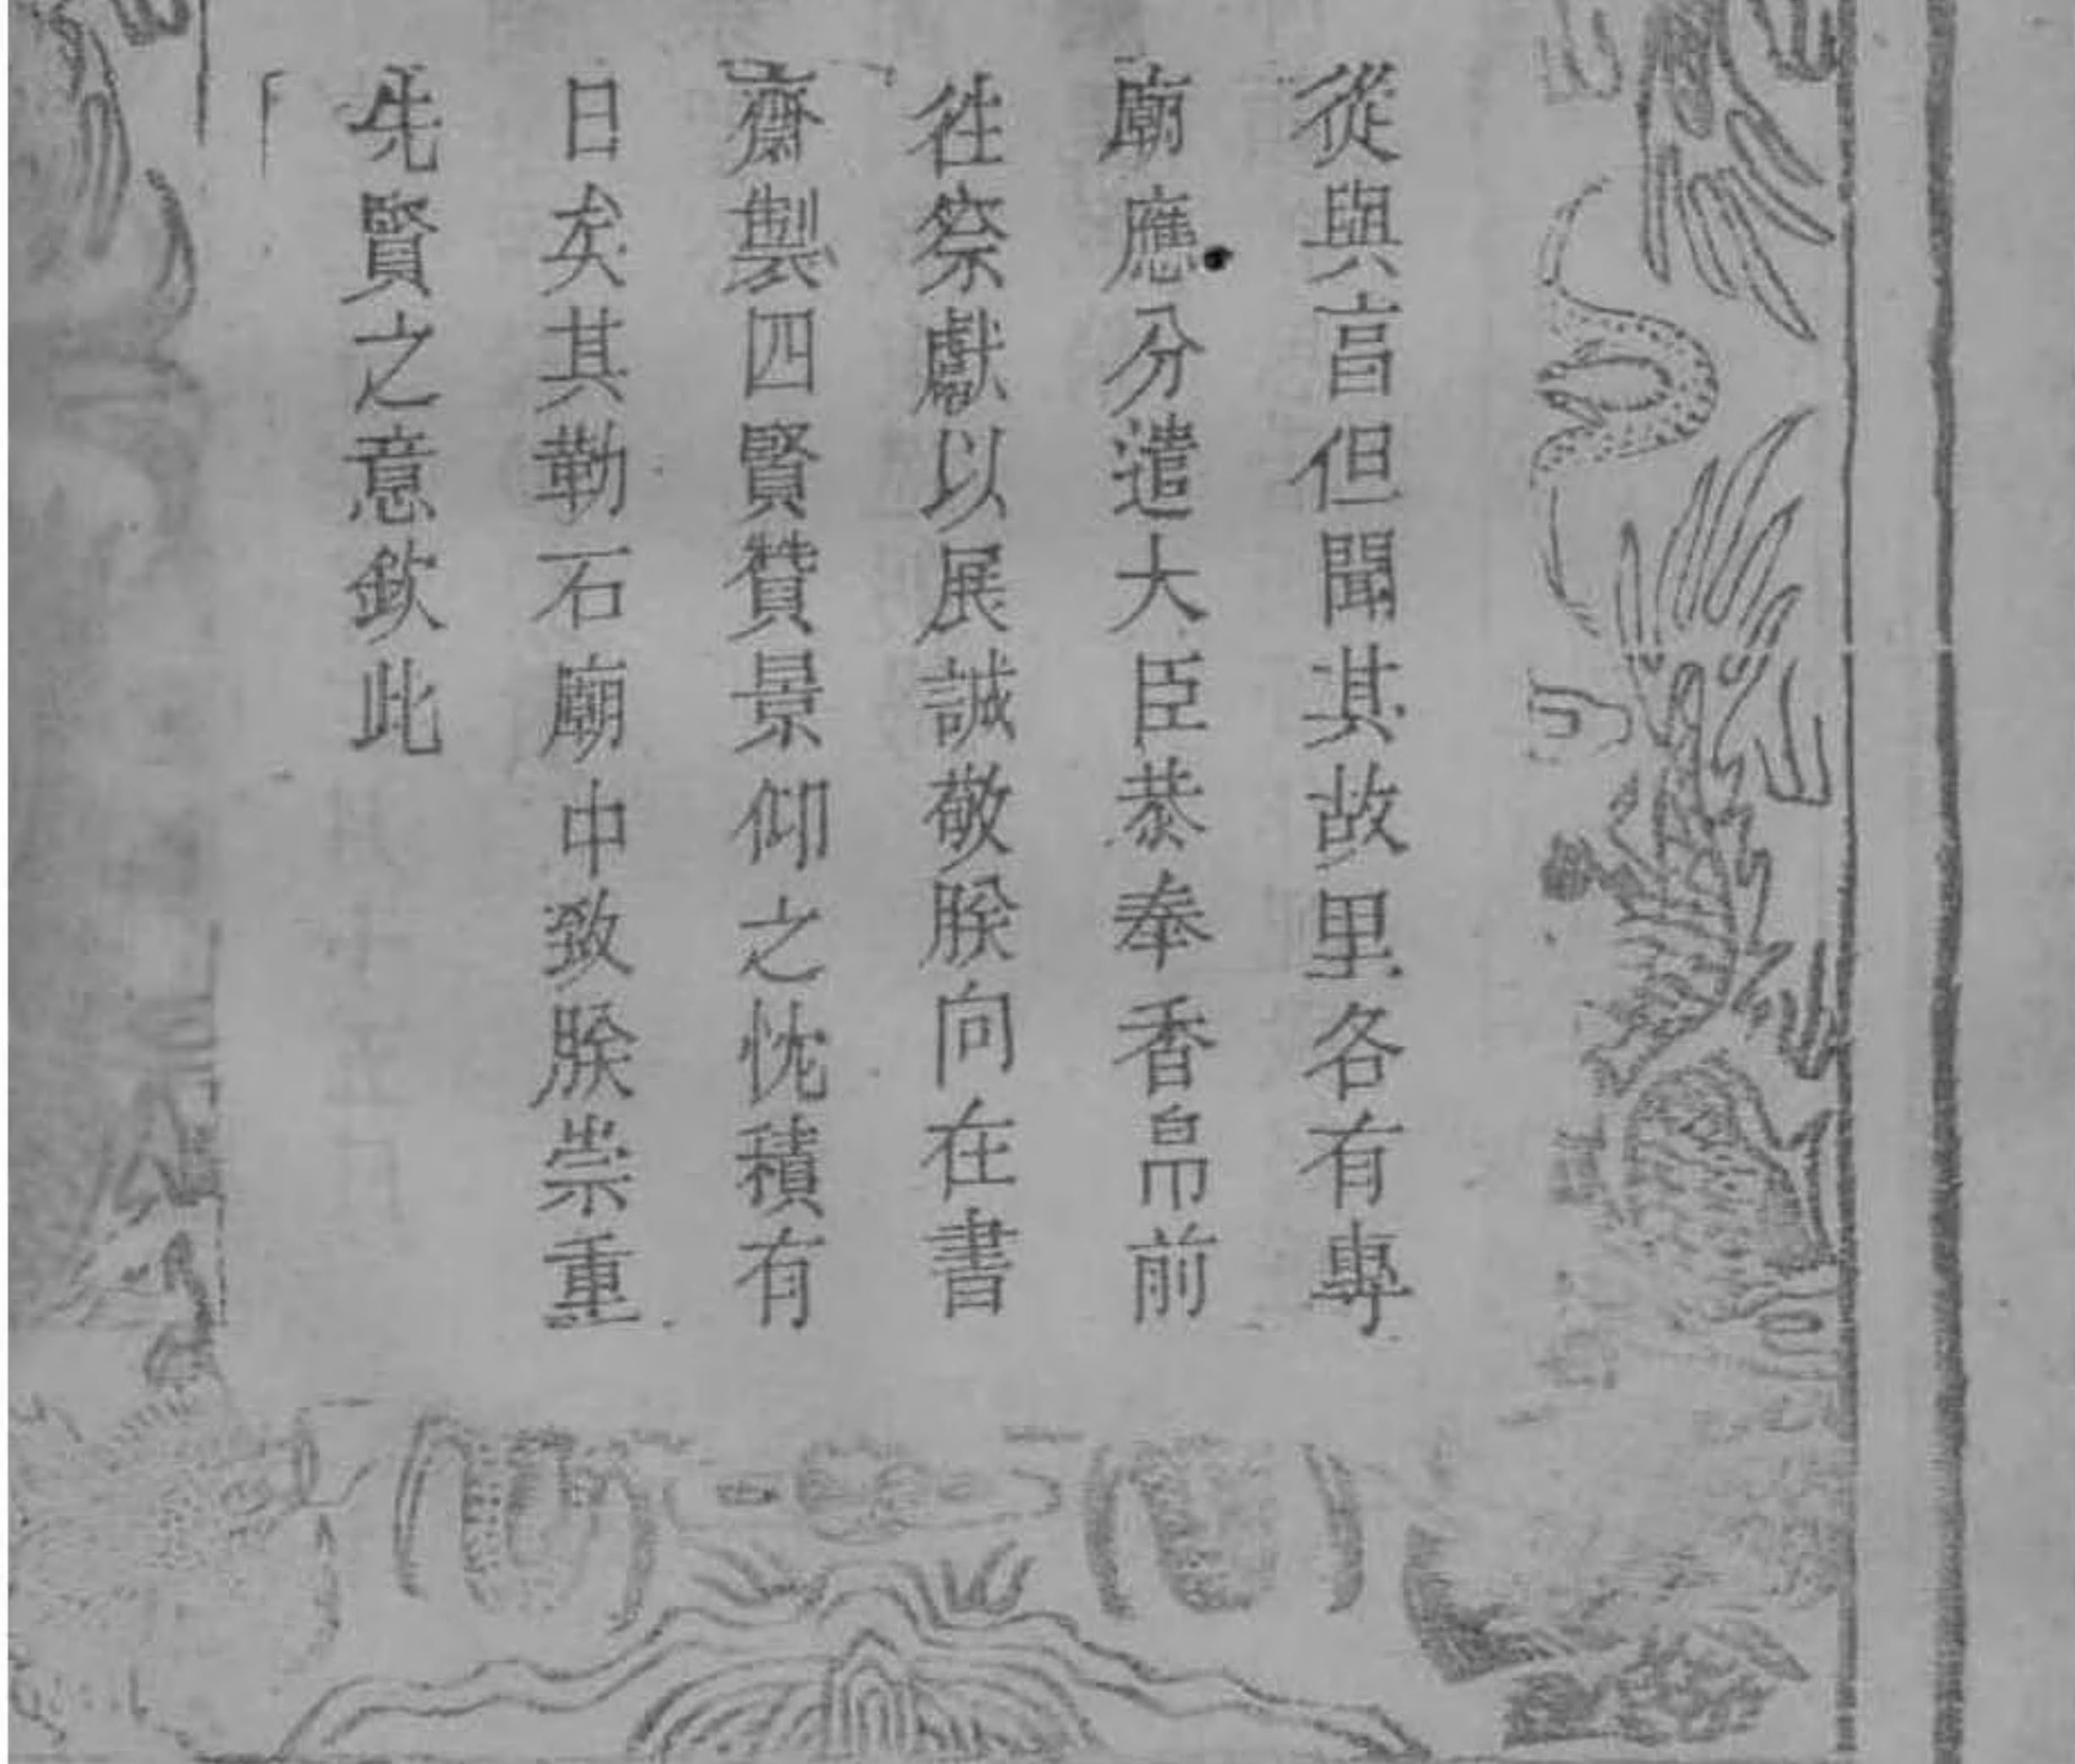 從與亯但聞其故里各有專
廟應分遣大臣恭奉香帛前
徃祭獻以展誠敬朕向在書
齋製四賢贊景仰之忱積有
日矣其勒石廟中致朕崇重
先賢之意欽此